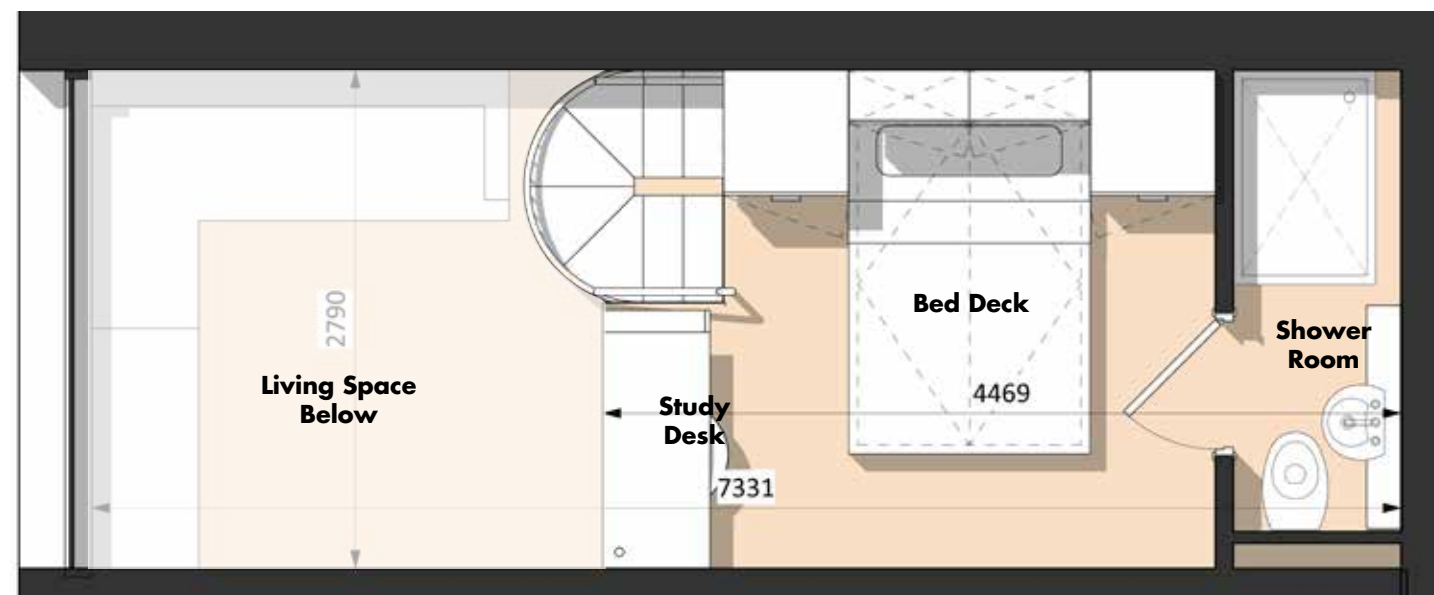 2790
Living Space
Below
Study
Desk
7331
Bed Deck
4469
Shower
Room